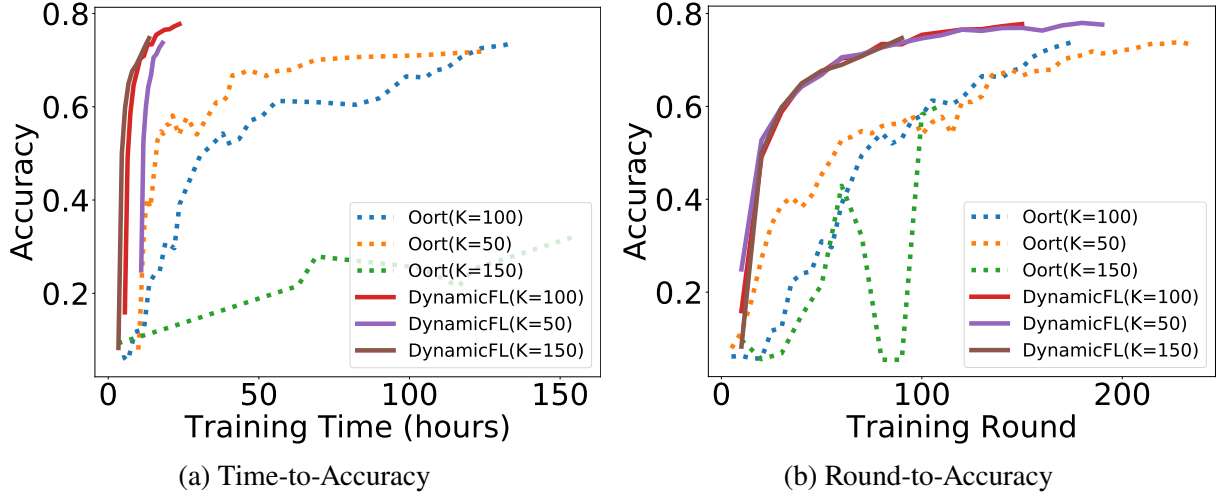 0.8
0.6
0.4
0.2
Accuracy
Oort(K=100)
Oort(K=50)
Oort(K=150)
DynamicFL(K=100)
DynamicFL(K=50)
DynamicFL(K=150)
0 50 100 150
Training Time (hours)
(a) Time-to-Accuracy
0.8
0.6
0.4
0.2
Accuracy
Oort(K=100)
Oort(K=50)
Oort(K=150)
DynamicFL(K=100)
DynamicFL(K=50)
DynamicFL(K=150)
0 100 200
Training Round
(b) Round-to-Accuracy